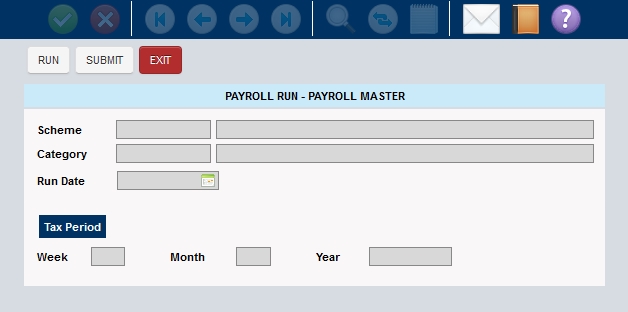 RUN SUBMIT EXIT
PAYROLL RUN - PAYROLL MASTER
Scheme
Category
Run Date
Tax Period
Week Month Year